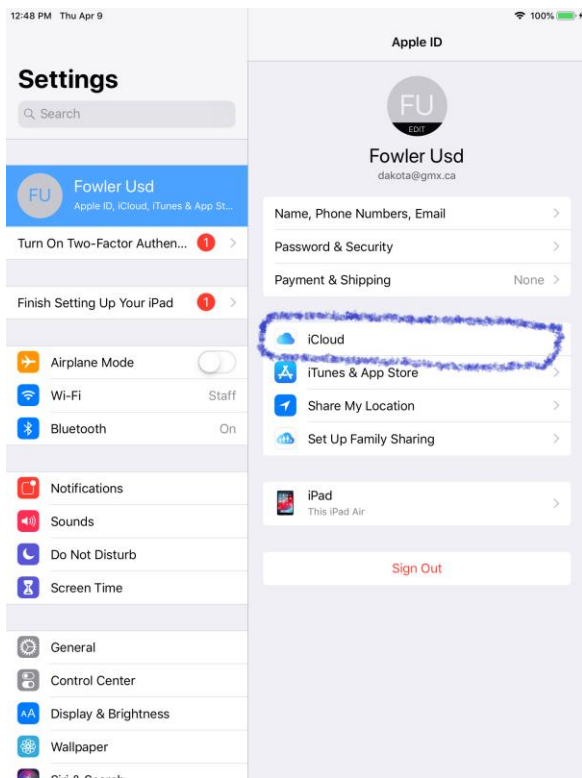 12:48 PM Thu Apr 9
100%
Settings
Search
FU
Fowler Usd
Apple ID, iCloud, iTunes & App St...
Turn On Two-Factor Authen... 1
Finish Setting Up Your iPad 1
Airplane Mode
Wi-Fi Staff
Bluetooth On
Notifications
Sounds
Do Not Disturb
Screen Time
General
Control Center
AA
Display & Brightness
Wallpaper
Siri & Search
Apple ID
FU
EDIT
Fowler Usd
dakota@gmx.ca
Name, Phone Numbers, Email
Password & Security
Payment & Shipping None
iCloud
iTunes & App Store
Share My Location
Set Up Family Sharing
iPad
This iPad Air
Sign Out